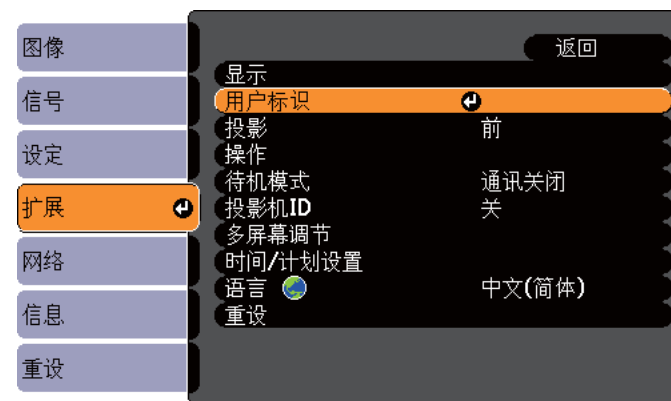 图像
信号
设定
扩展
网络
信息
重设
返回
显示
用户标识
投影 前
操作
待机模式 通讯关闭
投影机ID 关
多屏幕调节
时间/计划设置
语言 中文(简体)
重设